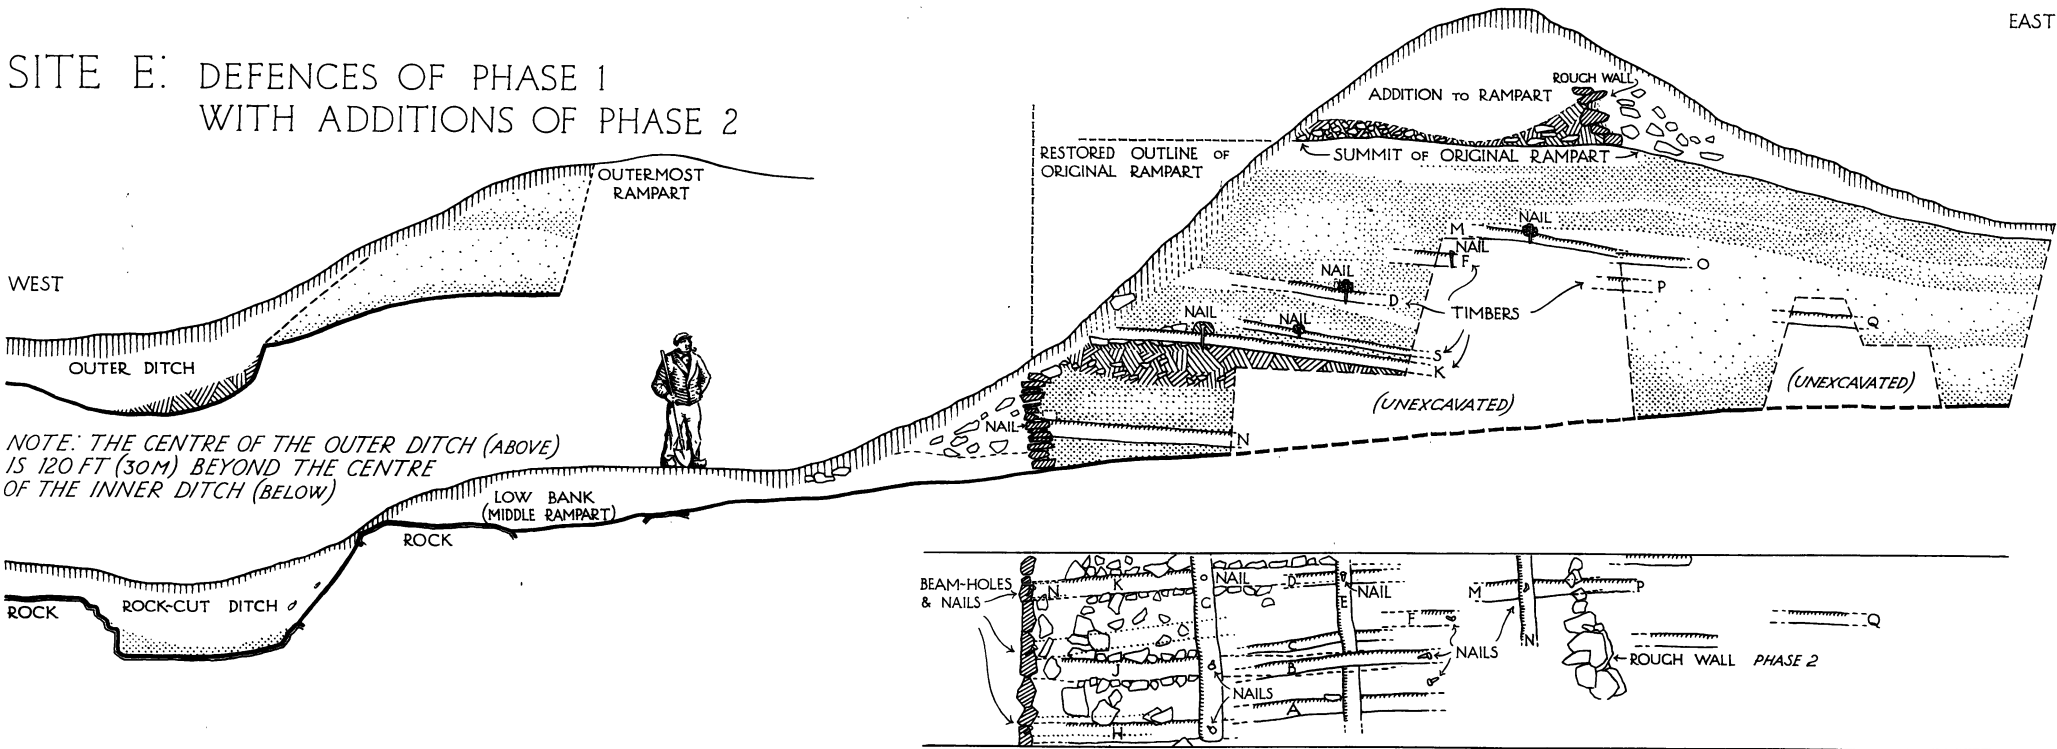 SITE E: DEFENCES OF PHASE 1
WITH ADDITIONS OF PHASE 2
EAST
ROUGH WALL
ADDITION TO RAMPART
RESTORED OUTLINE OF
ORIGINAL RAMPART
SUMMIT OF ORIGINAL RAMPART
OUTERMOST
RAMPART
WEST
NAIL
M
NAIL
F
O
P
NAIL
D
TIMBERS
NAIL
NAIL
Q
S
K
OUTER DITCH
(UNEXCAVATED)
(UNEXCAVATED)
NAIL
N
NOTE: THE CENTRE OF THE OUTER DITCH (ABOVE)
IS 120 FT (30M) BEYOND THE CENTRE
OF THE INNER DITCH (BELOW)
LOW BANK
(MIDDLE RAMPART)
ROCK
ROCK
ROCK-CUT DITCH
BEAM-HOLES
& NAILS
N
K
C
NAIL
D
E
NAIL
F
M
P
N
Q
C
NAILS
B
J
ROUGH WALL PHASE 2
NAILS
A
H